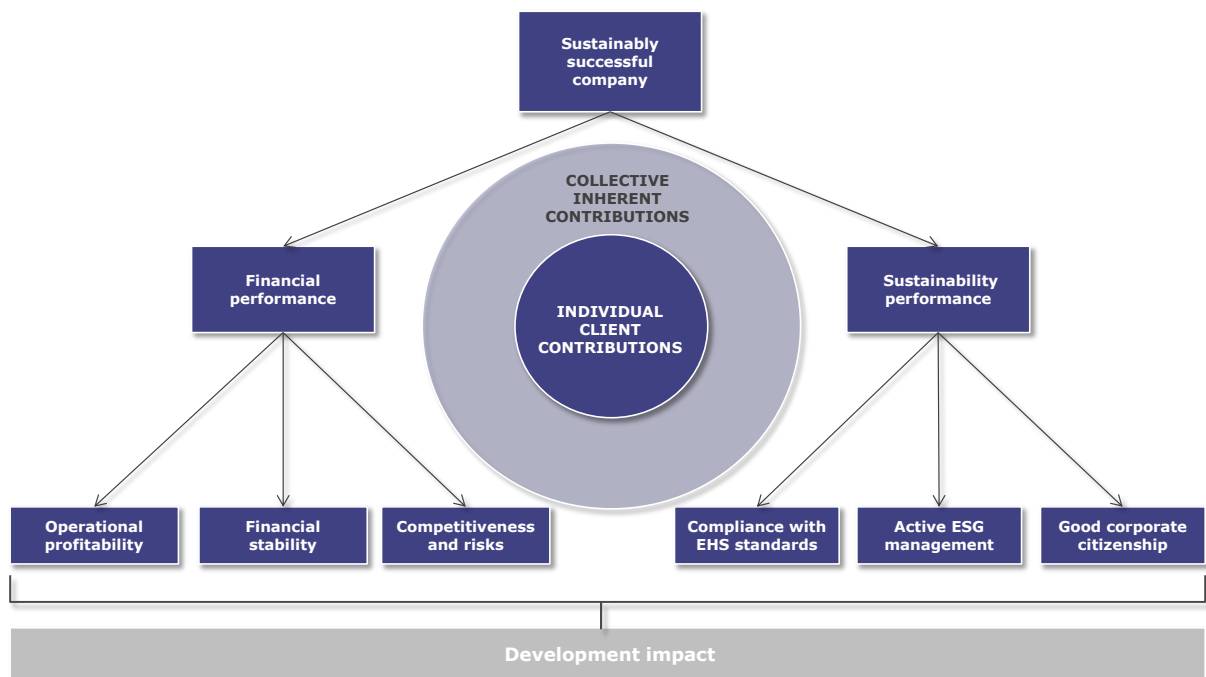 Sustainably
successful
company
COLLECTIVE
INHERENT
CONTRIBUTIONS
Financial
performance
INDIVIDUAL
CLIENT
CONTRIBUTIONS
Sustainability
performance
Operational
profitability
Financial
stability
Competitiveness
and risks
Compliance with
EHS standards
Active ESG
management
Good corporate
citizenship
Development impact